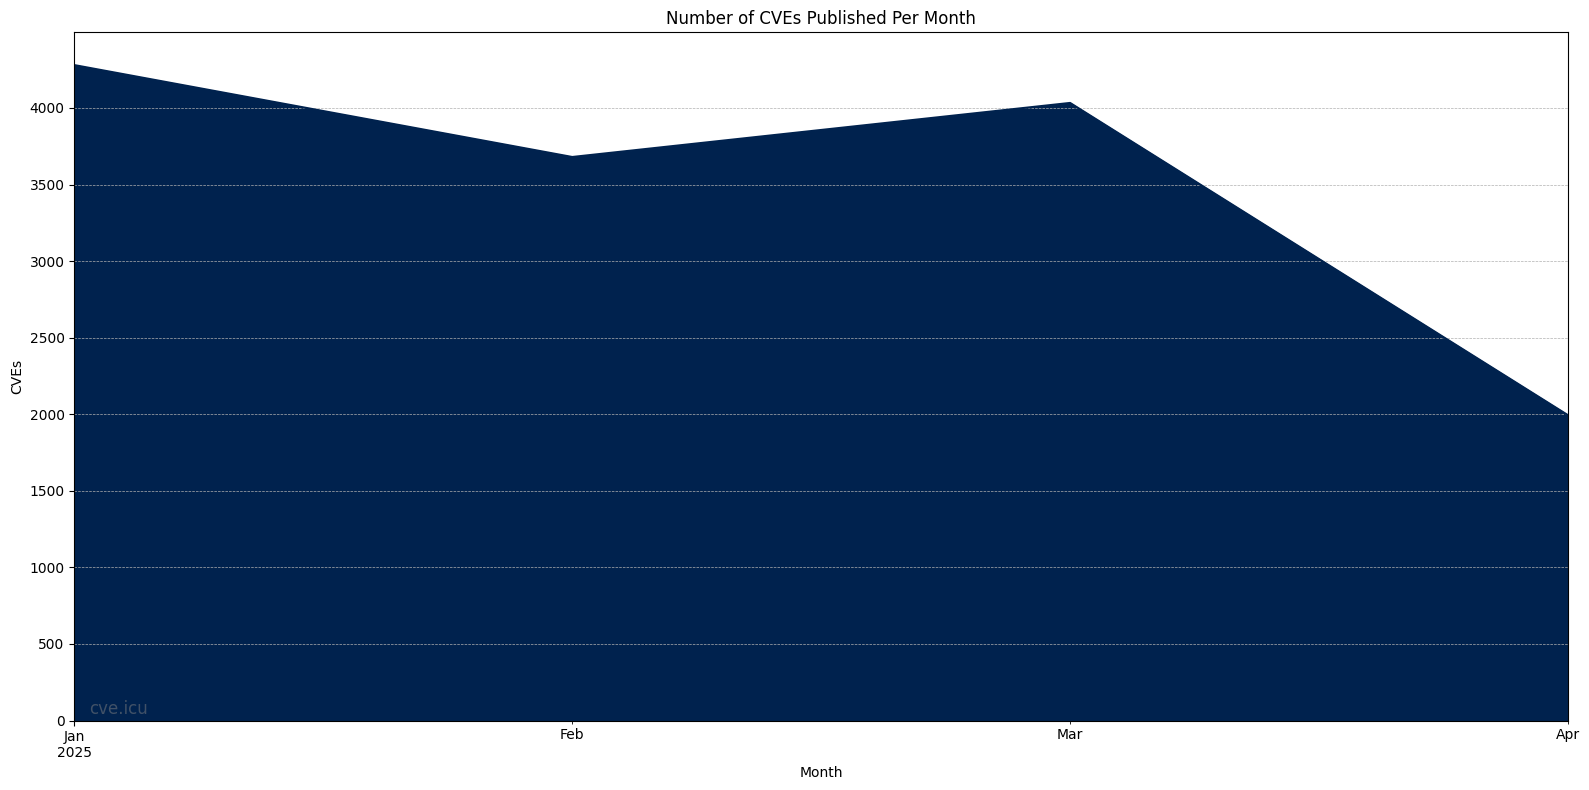 Number of CVEs Published Per Month
4000
3500
3000
2500
2000
1500
1000
500
0
CVEs
cve.icu
Jan
2025
Feb
Mar
Apr
Month